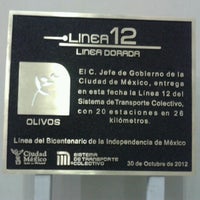 LINEA 12
LINEA DORADA
El C. Jefe de Gobierno de la
Ciudad de México, entrega
en esta fecha la Línea 12 del
Sistema de Transporte Colectivo,
con 20 estaciones en 26
kilómetros.
OLIVOS
Línea del Bicentenario de la Independencia de México
Ciudad
México
SISTEMA
DE TRANSPORTE
COLECTIVO
30 de Octubre de 2012